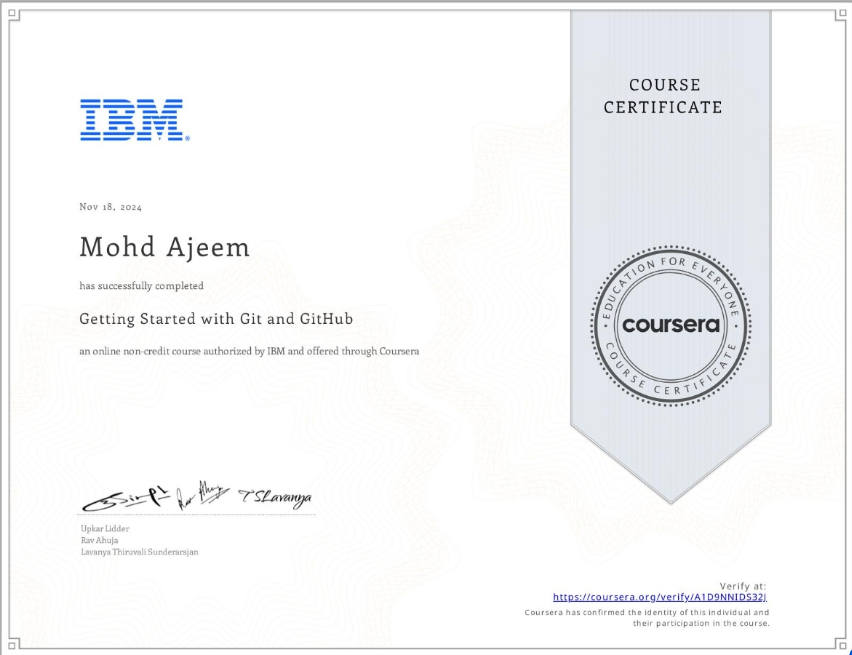 COURSE
CERTIFICATE
IBM
Nov 18, 2024
Mohd Ajeem
has successfully completed
Getting Started with Git and GitHub
an online non-credit course authorized by IBM and offered through Coursera
EDUCATION FOR EVERYONE
coursera
COURSE CERTIFICATE
TSLavanya
Upkar Lidder
Rav Ahuja
Lavanya Thiruvali Sunderarajan
Verify at:
https://coursera.org/verify/A1D9NNIDS32J
Coursera has confirmed the identity of this individual and
their participation in the course.